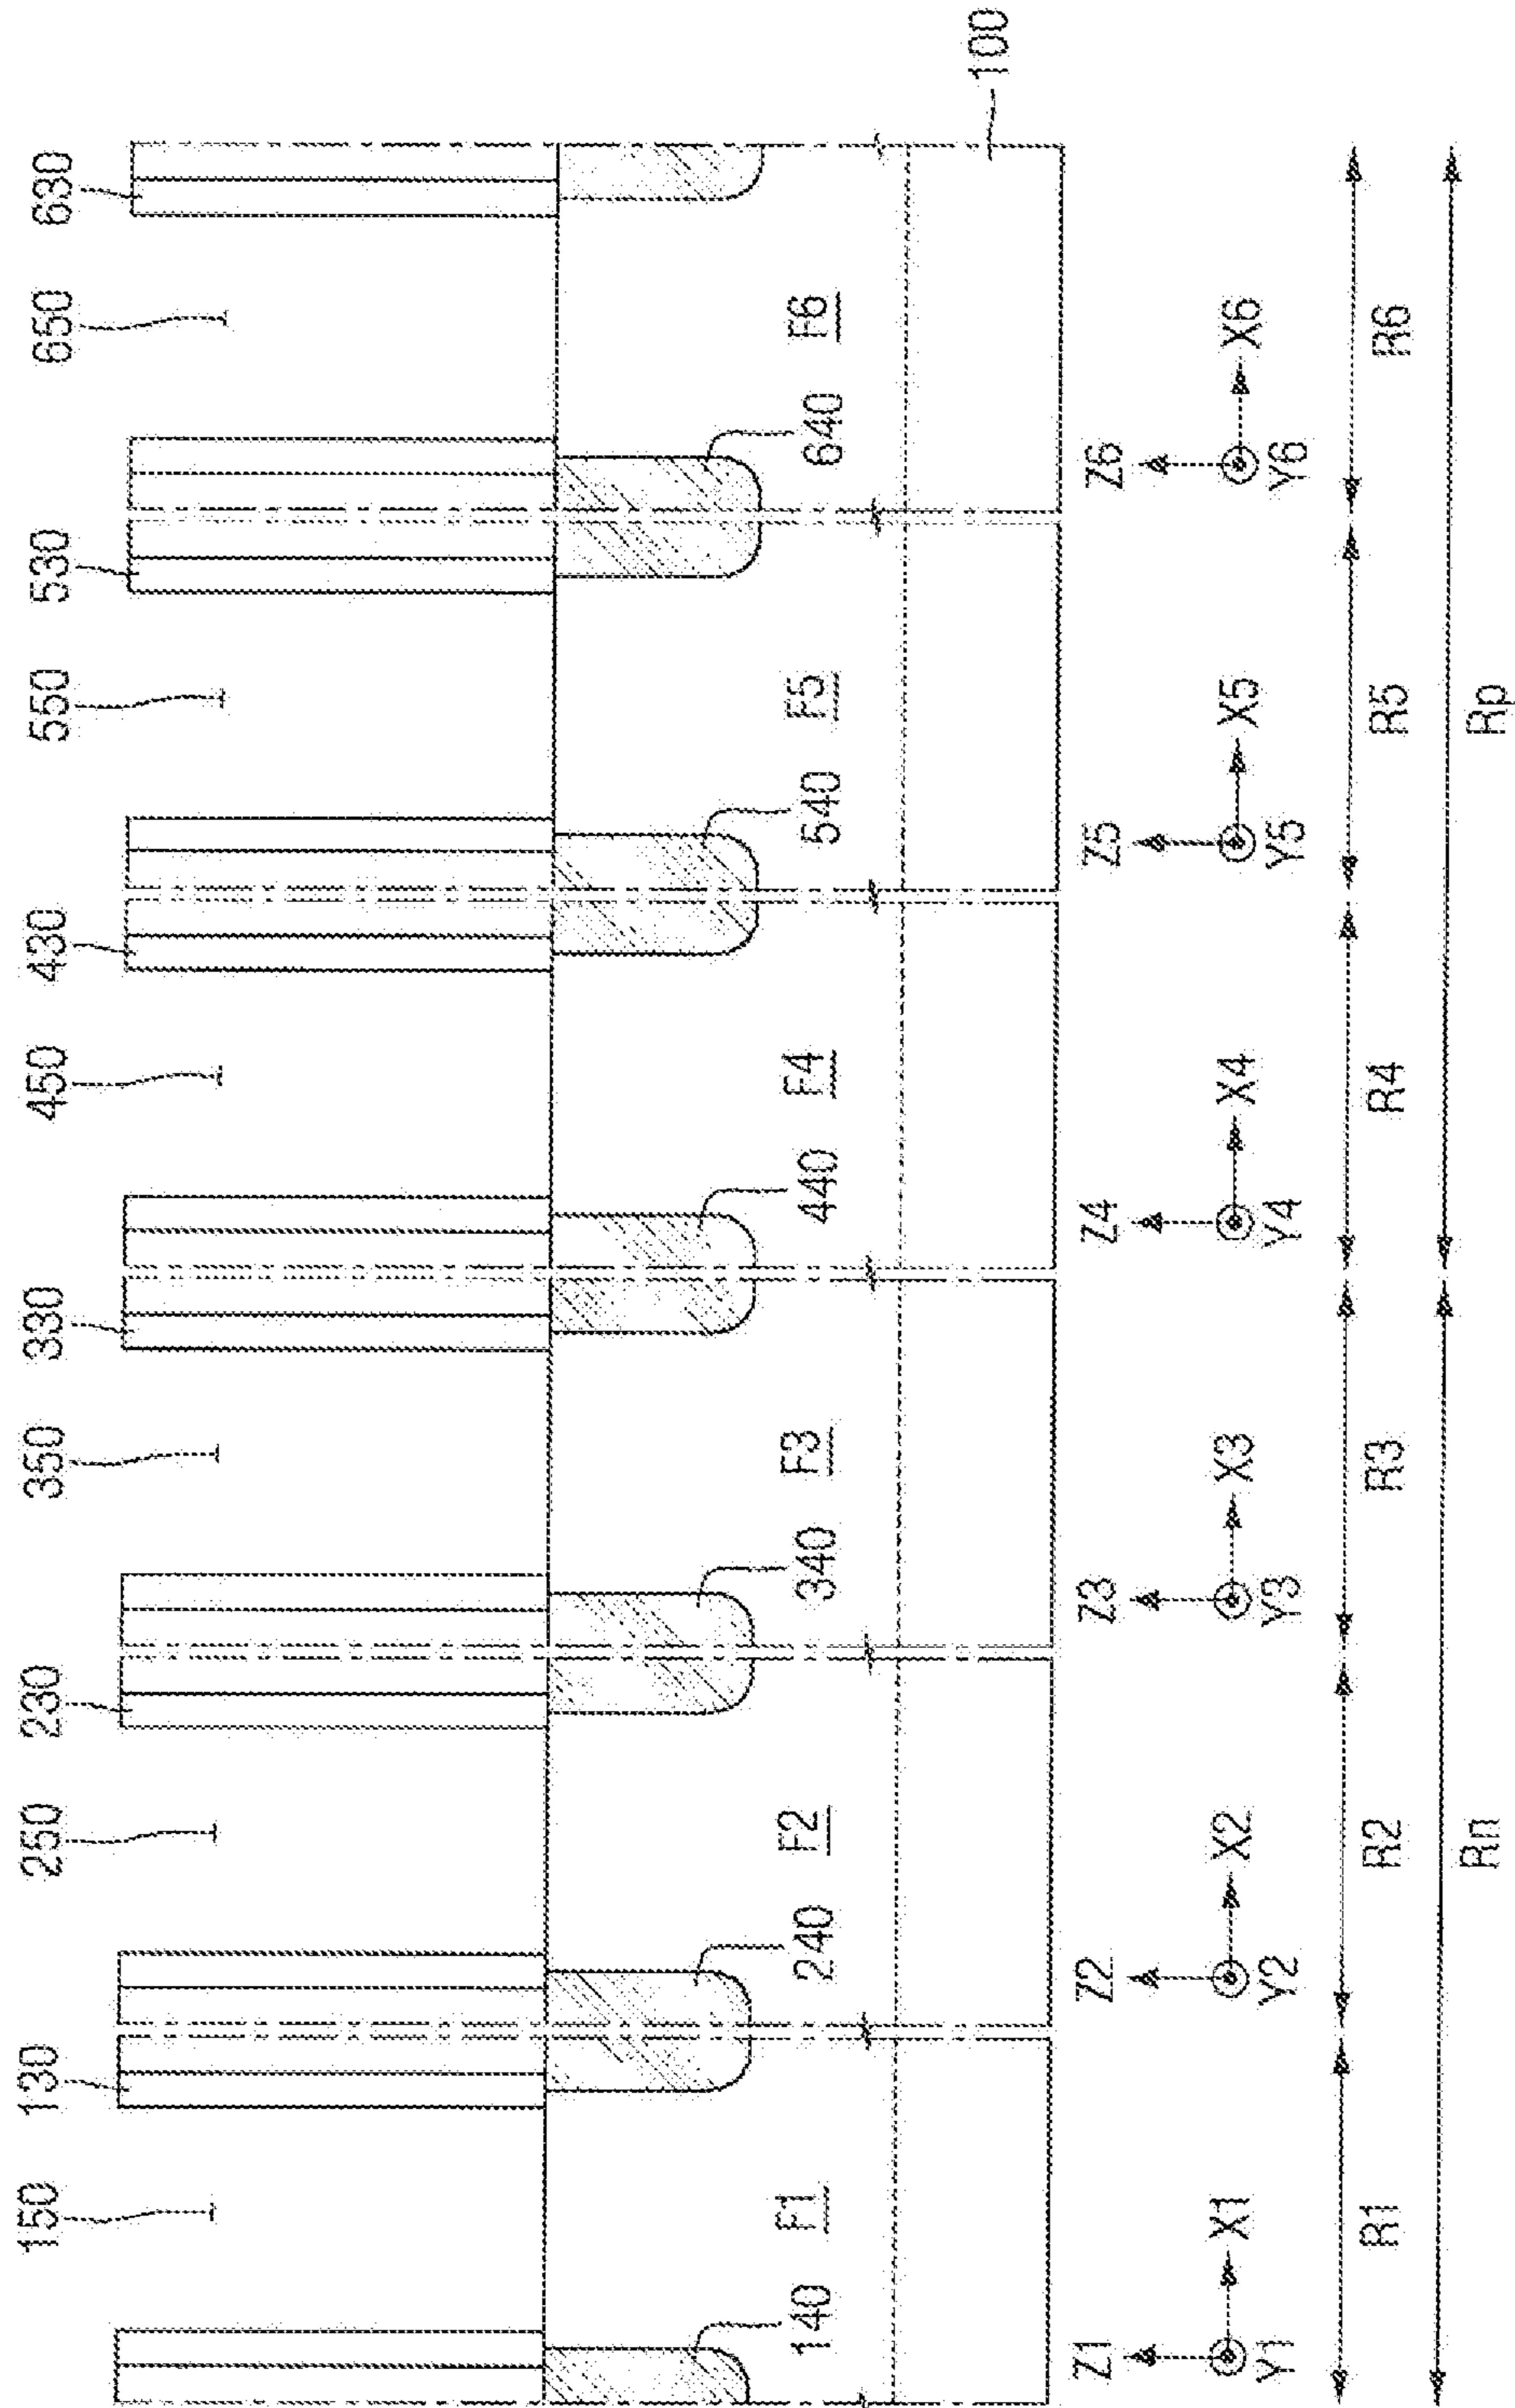 150 130 250 230 350 330 450 430 550 530 650 630
F1 F2 F3 F4 F5 F6
140 240 340 440 540 640
100
Z1 Z2 Z3 Z4 Z5 Z6
X1 X2 X3 X4 X5 X6
Y1 Y2 Y3 Y4 Y5 Y6
R1 R2 R3 R4 R5 R6
Rn Rp